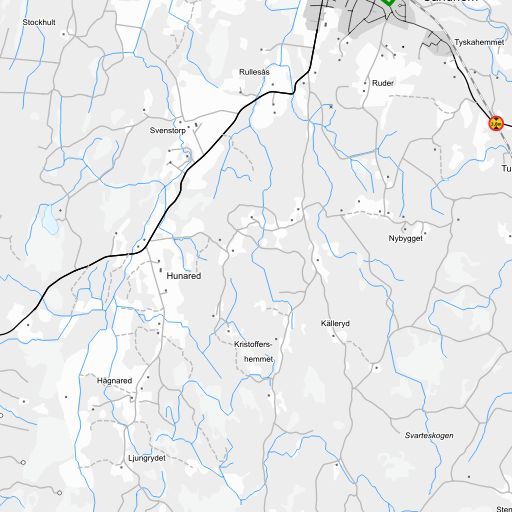 Stockhult
Tyskahemmet
Rullesås
Ruder
Svenstorp
Nybygget
Hunared
Källeryd
Kristoffers-
hemmet
Hägnared
Svarteskogen
Ljungrydet